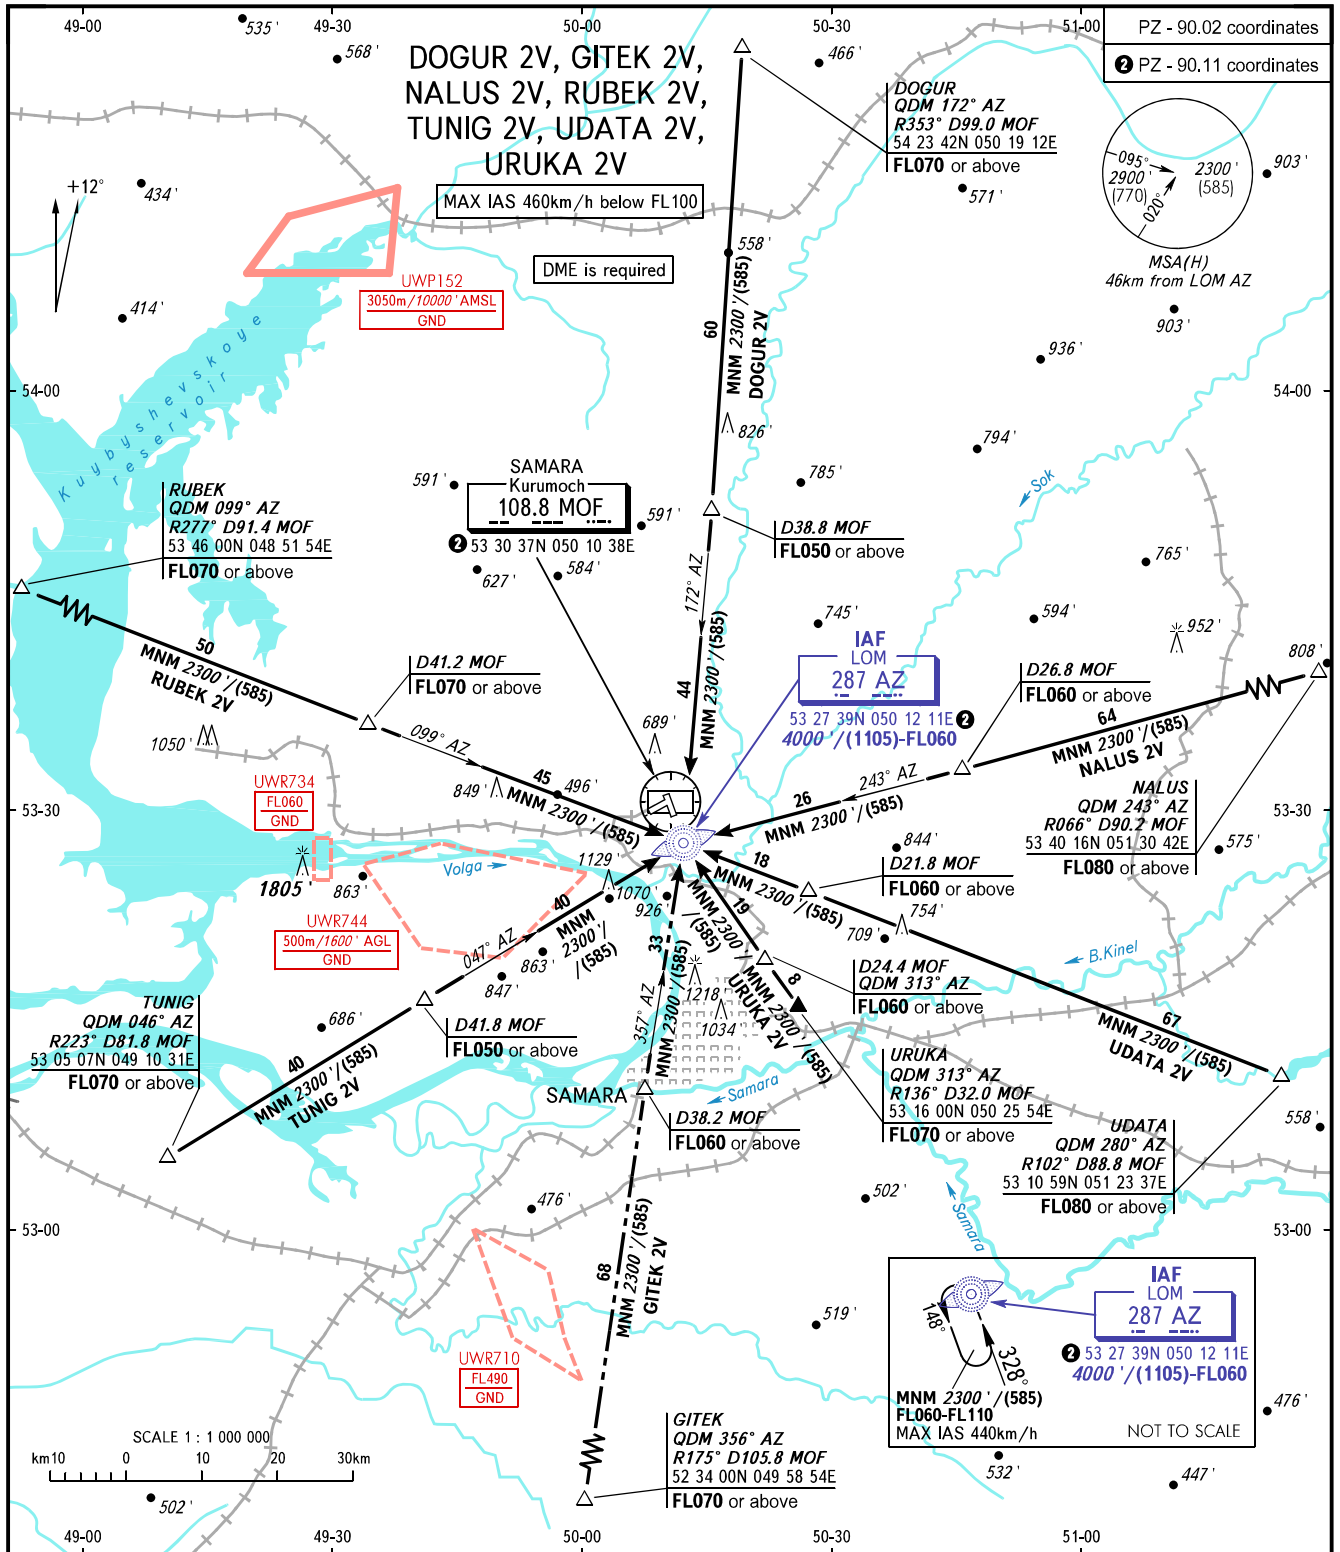 49-00
49-30
50-00
50-30
51-00
PZ - 90.02 coordinates
2 PZ - 90.11 coordinates
535'
568'
466'
DOGUR 2V, GITEK 2V,
NALUS 2V, RUBEK 2V,
TUNIG 2V, UDATA 2V,
URUKA 2V
MAX IAS 460km/h below FL100
DME is required
DOGUR
QDM 172° AZ
R353° D99.0 MOF
54 23 42N 050 19 12E
FL070 or above
095°
2900'
(770)
020°
2300'
(585)
903'
MSA(H)
46km from LOM AZ
903'
+12°
434'
414'
571'
558'
UWP152
3050m/10000' AMSL
GND
60
MNM 2300'/(585)
DOGUR 2V
936'
54-00
54-00
Kuybyshevskoye
reservoir
826'
794'
785'
591'
591'
SAMARA
Kurumoch
108.8 MOF
2 53 30 37N 050 10 38E
627'
584'
RUBEK
QDM 099° AZ
R277° D91.4 MOF
53 46 00N 048 51 54E
FL070 or above
D38.8 MOF
FL050 or above
Sok
765'
745'
594'
952'
808'
172° AZ
44
MNM 2300'/(585)
IAF
LOM
287 AZ
53 27 39N 050 12 11E 2
4000'/(1105)-FL060
50
MNM 2300'/(585)
RUBEK 2V
D41.2 MOF
FL070 or above
D26.8 MOF
FL060 or above
64
MNM 2300'/(585)
NALUS 2V
1050'
099° AZ
689'
849'
496'
45
MNM 2300'/(585)
243° AZ
26
MNM 2300'/(585)
NALUS
QDM 243° AZ
R066° D90.2 MOF
53 40 16N 051 30 42E
FL080 or above
575'
UWR734
FL060
GND
53-30
53-30
1805'
863'
Volga
1129'
1070'
926'
844'
D21.8 MOF
FL060 or above
18
MNM 2300'/(585)
754'
709'
UWR744
500m/1600' AGL
GND
047° AZ
40
MNM
2300'/
/(585)
863'
847'
19
MNM 2300'/
(585)
33
MNM 2300'/(585)
357° AZ
1218'
1034'
8
MNM 2300'/
/(585)
URUKA 2V
D24.4 MOF
QDM 313° AZ
FL060 or above
B.Kinel
67
MNM 2300'/(585)
UDATA 2V
TUNIG
QDM 046° AZ
R223° D81.8 MOF
53 05 07N 049 10 31E
FL070 or above
686'
D41.8 MOF
FL050 or above
40
MNM 2300'/(585)
TUNIG 2V
SAMARA
Samara
D38.2 MOF
FL060 or above
URUKA
QDM 313° AZ
R136° D32.0 MOF
53 16 00N 050 25 54E
FL070 or above
UDATA
QDM 280° AZ
R102° D88.8 MOF
53 10 59N 051 23 37E
FL080 or above
558'
476'
502'
Samara
53-00
53-00
68
MNM 2300'/(585)
GITEK 2V
519'
UWR710
FL490
GND
148°
328°
MNM 2300'/(585)
FL060-FL110
MAX IAS 440km/h
IAF
LOM
287 AZ
2 53 27 39N 050 12 11E
4000'/(1105)-FL060
NOT TO SCALE
476'
GITEK
QDM 356° AZ
R175° D105.8 MOF
52 34 00N 049 58 54E
FL070 or above
532'
447'
SCALE 1 : 1 000 000
km10 0 10 20 30km
502'
49-00
49-30
50-00
50-30
51-00